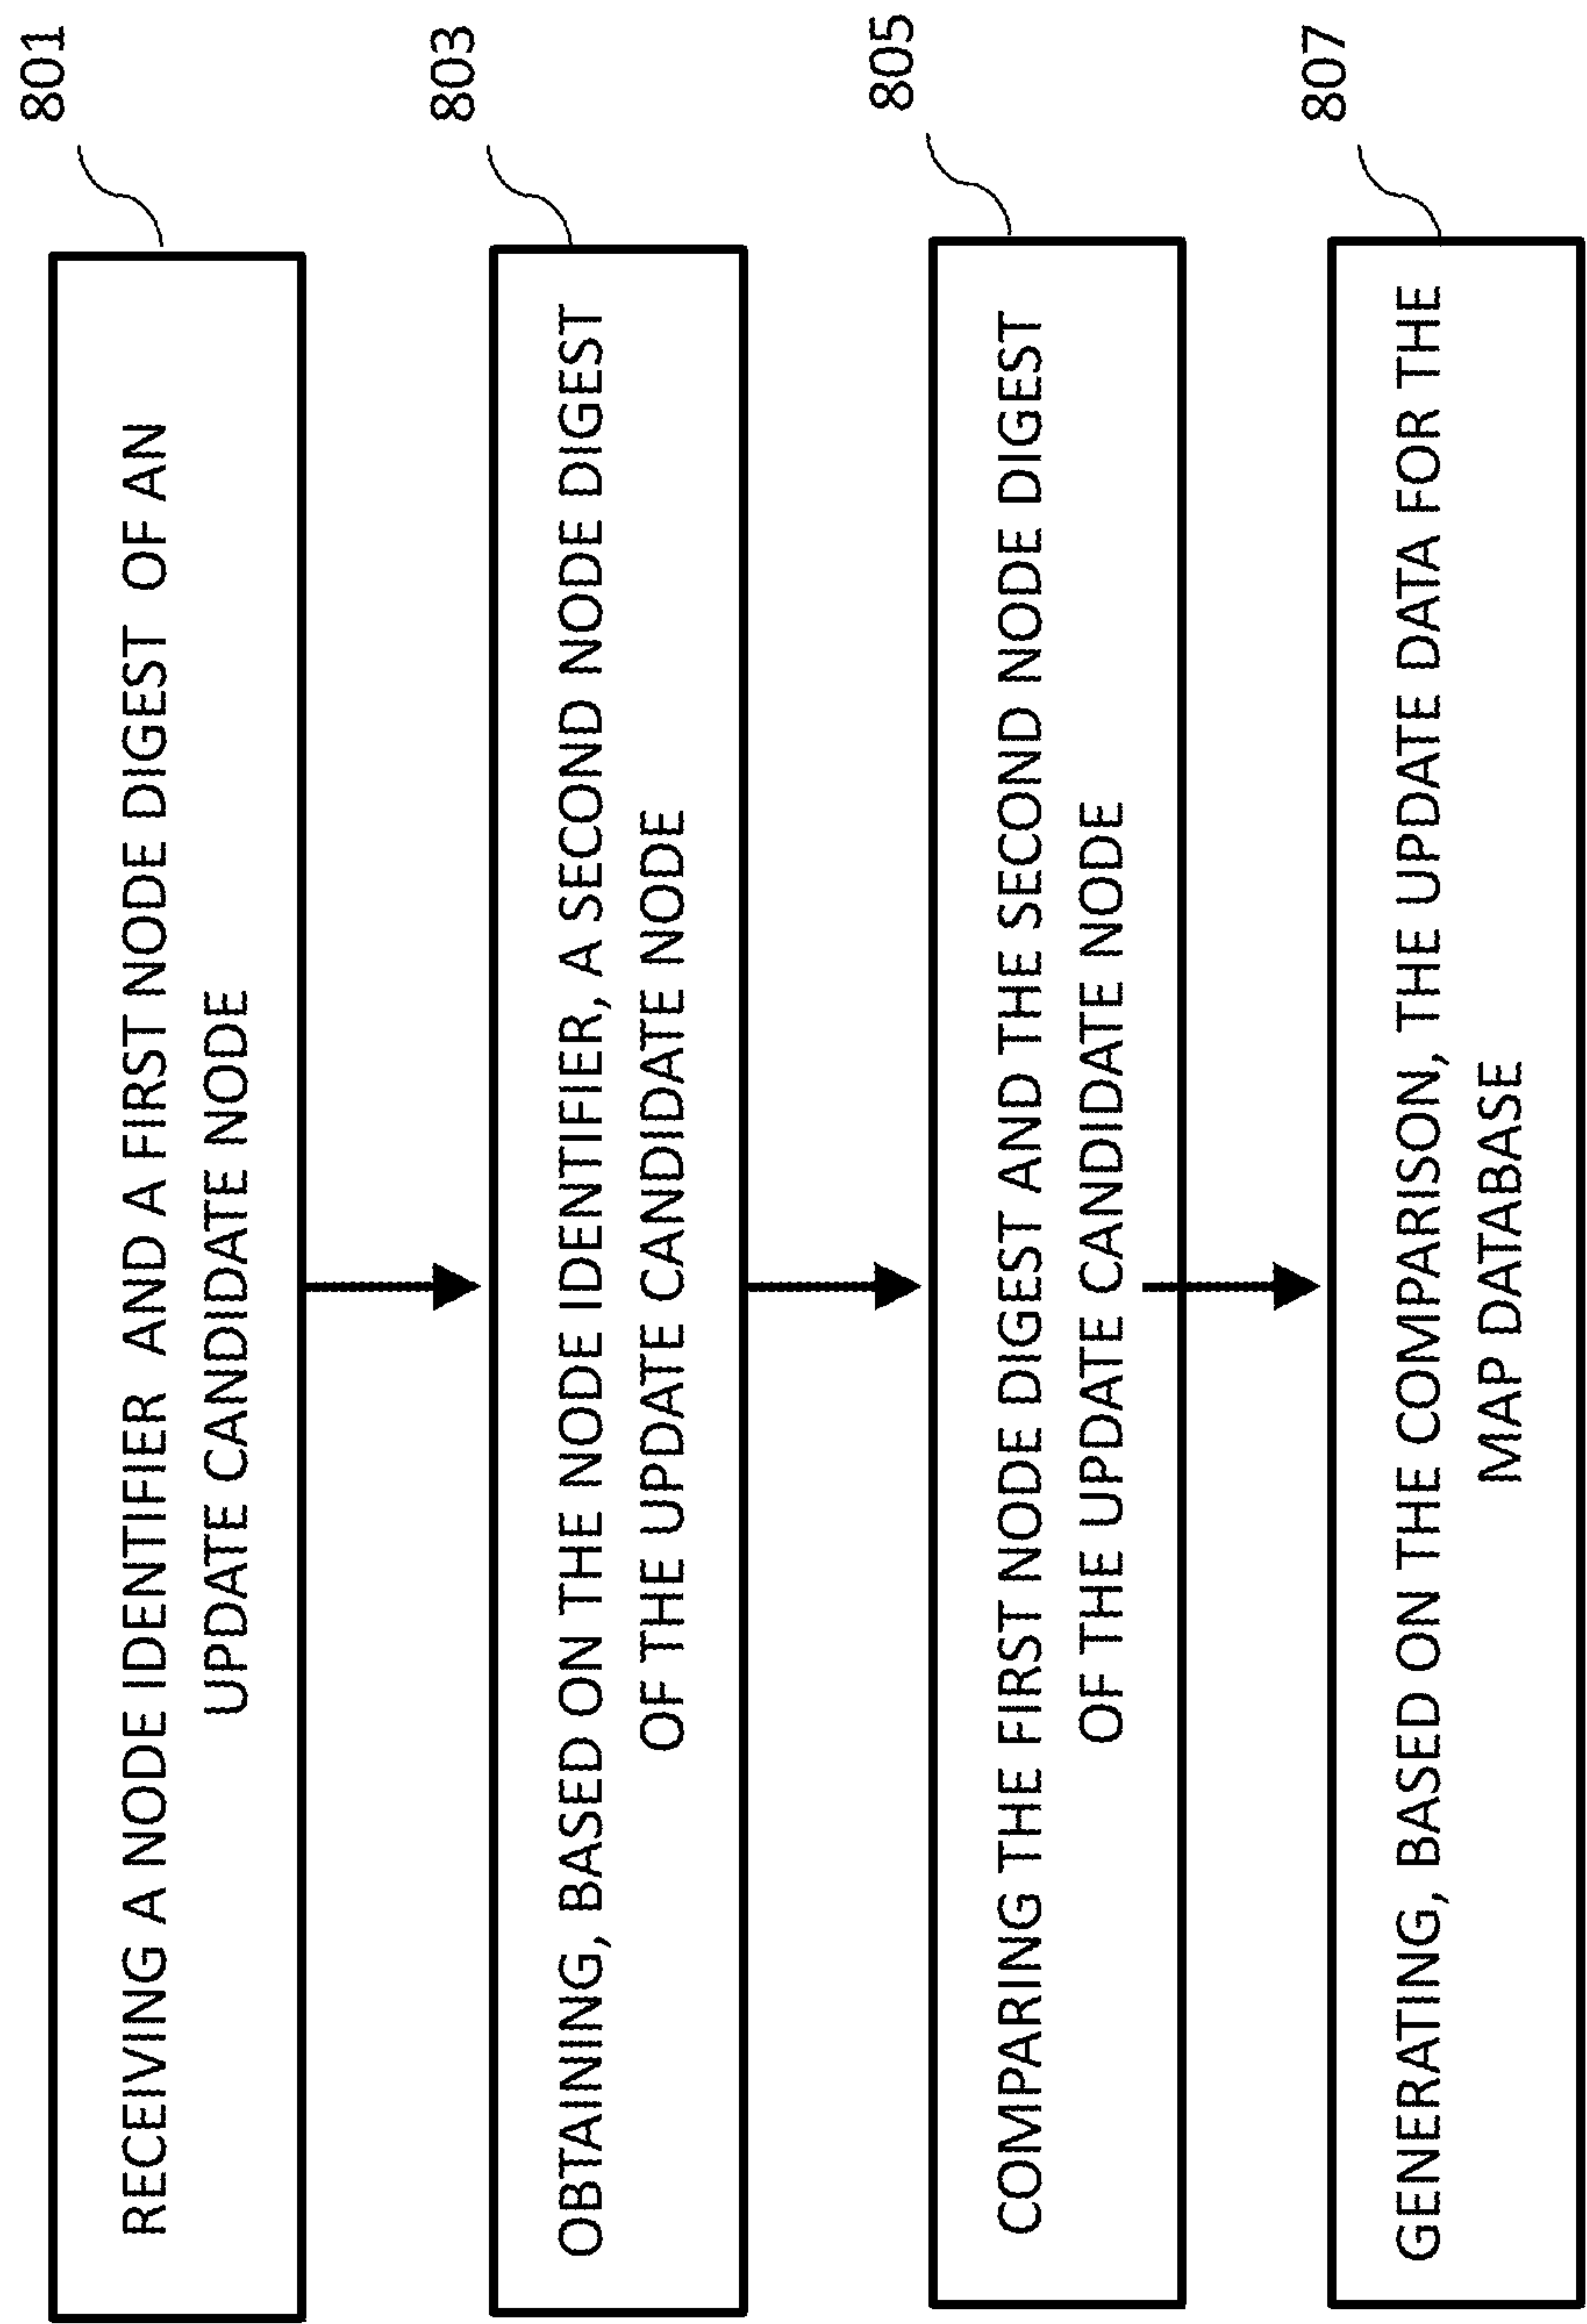 801
RECEIVING A NODE IDENTIFIER AND A FIRST NODE DIGEST OF AN
UPDATE CANDIDATE NODE
803
OBTAINING, BASED ON THE NODE IDENTIFIER, A SECOND NODE DIGEST
OF THE UPDATE CANDIDATE NODE
805
COMPARING THE FIRST NODE DIGEST AND THE SECOND NODE DIGEST
OF THE UPDATE CANDIDATE NODE
807
GENERATING, BASED ON THE COMPARISON, THE UPDATE DATA FOR THE
MAP DATABASE